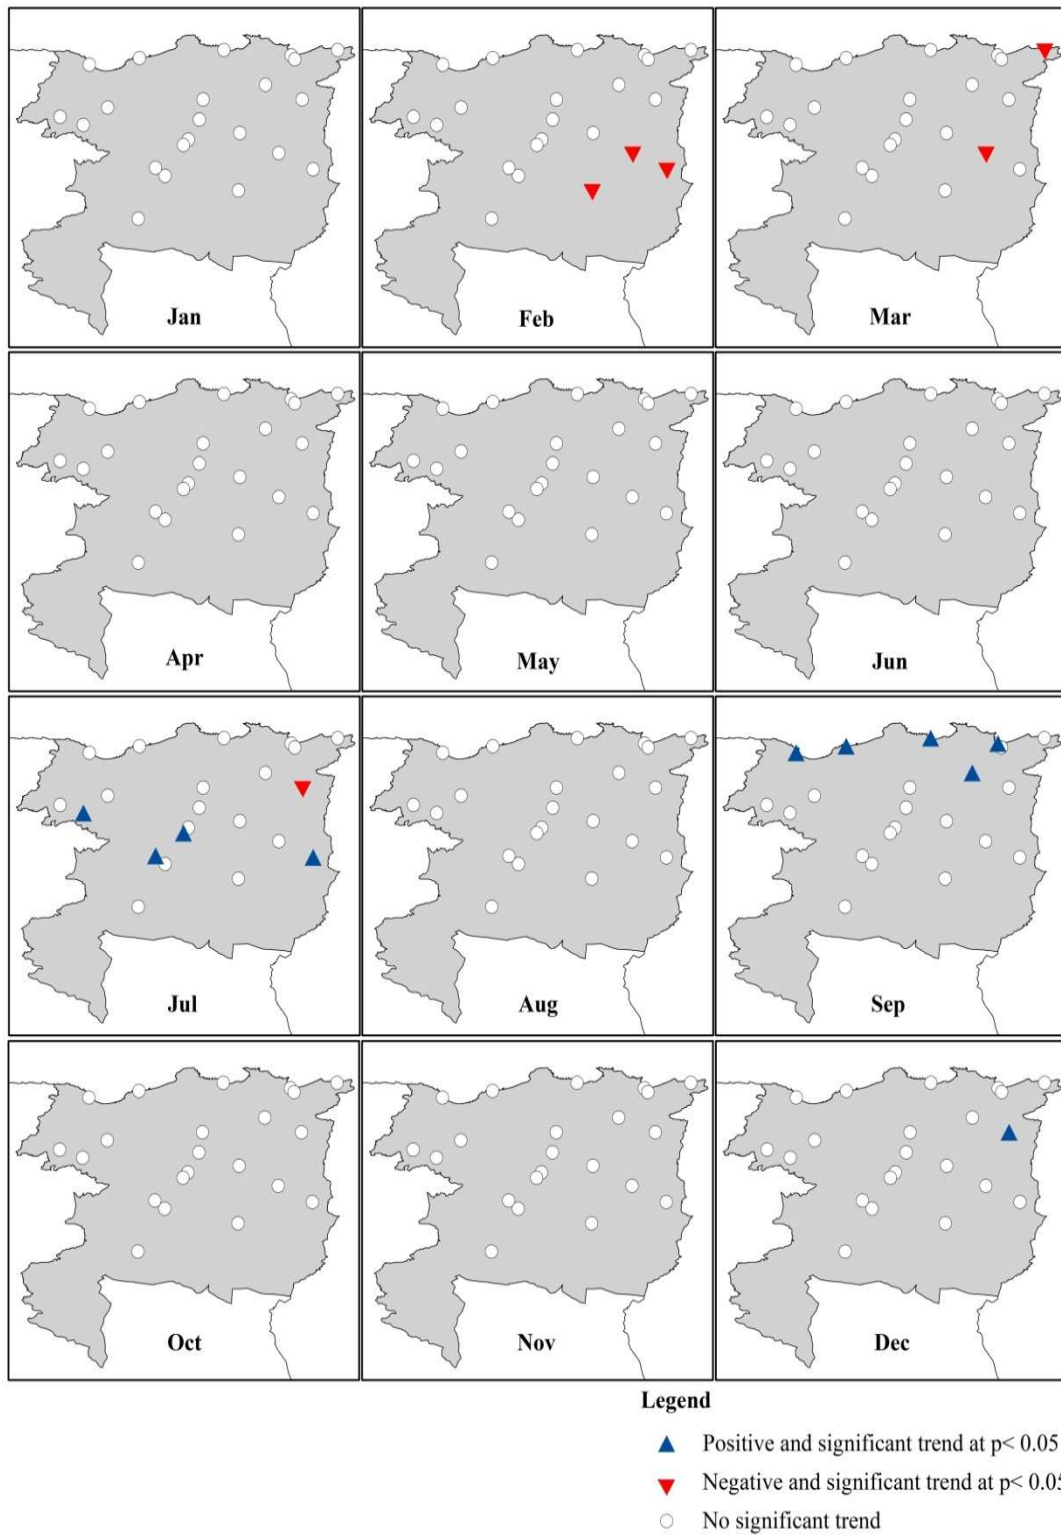 Jan
Feb
Mar
Apr
May
Jun
Jul
Aug
Sep
Oct
Nov
Dec
Legend
Positive and significant trend at p< 0.05
Negative and significant trend at p< 0.05
No significant trend